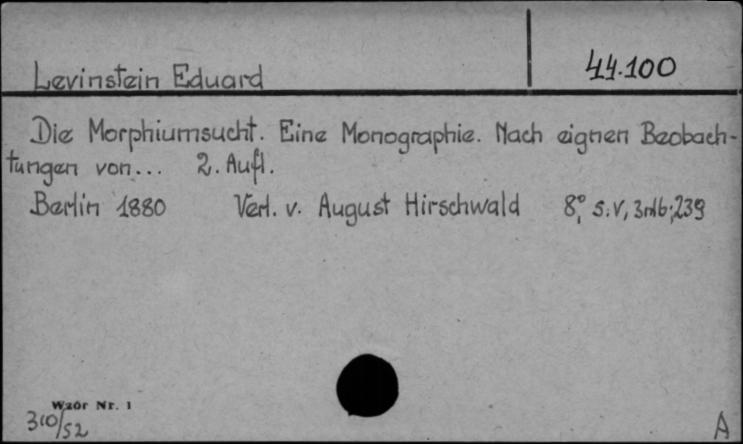 Levinstein Eduard 44.100
Die Morphiumsucht. Eine Monographie. Nach eignen Beobach-
tungen von... 2. Aufl.
Berlin 1880 Verl. v. August Hirschwald 8°, s. V, 3nlb; 239
Wzór Nr. 1
310/52
A